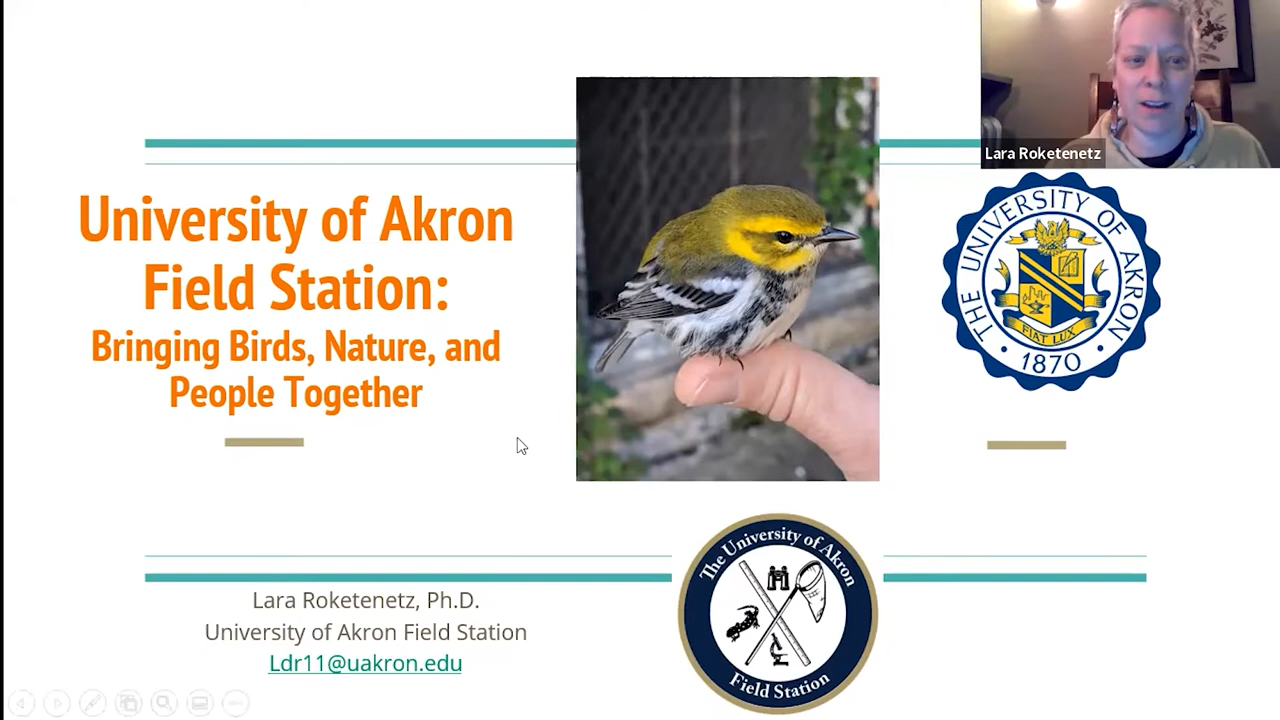 Lara Roketenetz
University of Akron
Field Station:
Bringing Birds, Nature, and
People Together
THE UNIVERSITY OF AKRON
FIAT LUX
• 1870 •
The University of Akron
Field Station
Lara Roketenetz, Ph.D.
University of Akron Field Station
Ldr11@uakron.edu